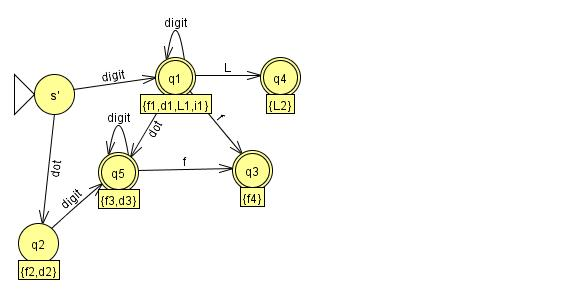 digit
digit
q1
L
q4
s'
{f1,d1,L1,i1}
{L2}
digit
dot
f
dot
q5
f
q3
{f3,d3}
{f4}
digit
q2
{f2,d2}